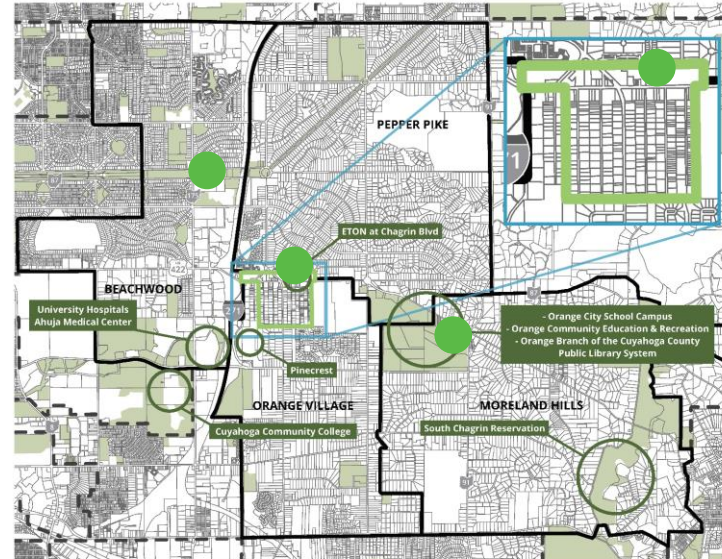 PEPPER PIKE
ETON at Chagrin Blvd
422
BEACHWOOD
University Hospitals
Ahuja Medical Center
Pinecrest
- Orange City School Campus
- Orange Community Education & Recreation
- Orange Branch of the Cuyahoga County
Public Library System
ORANGE VILLAGE
MORELAND HILLS
Cuyahoga Community College
South Chagrin Reservation
91